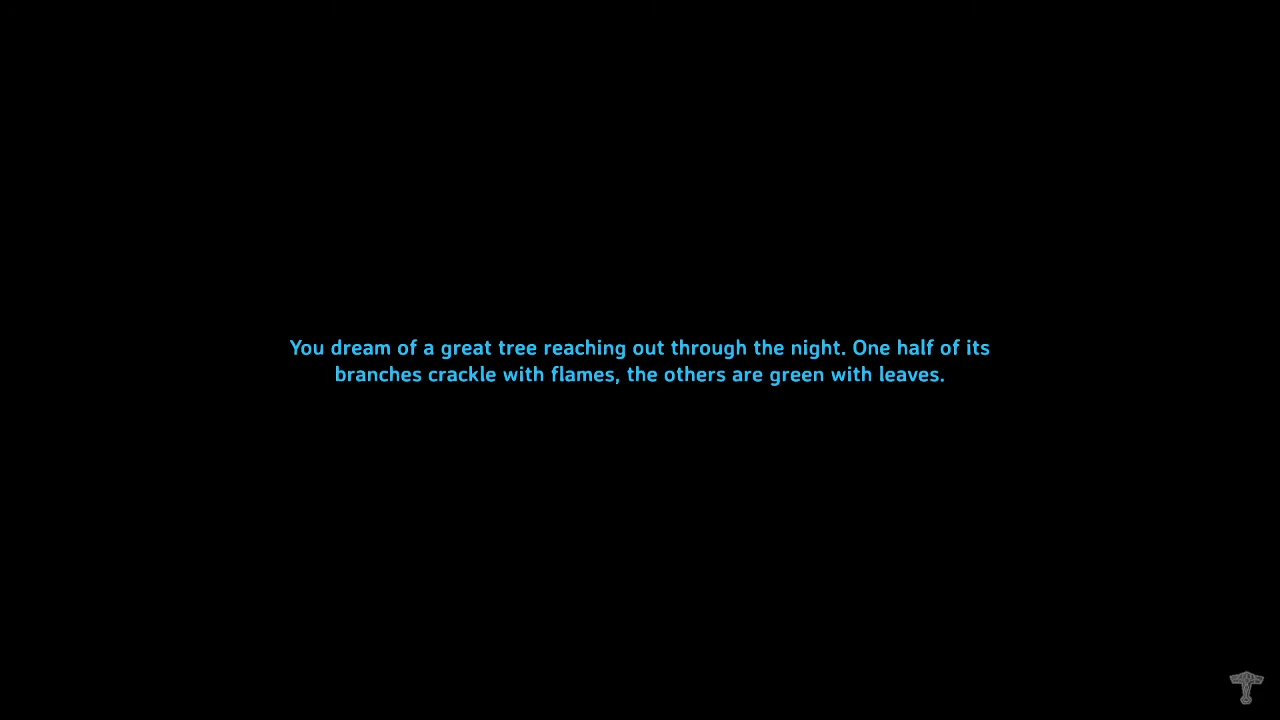 You dream of a great tree reaching out through the night. One half of its
branches crackle with flames, the others are green with leaves.